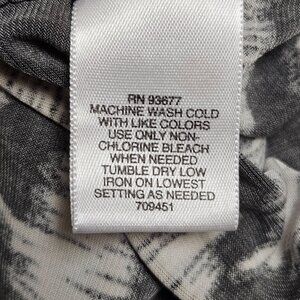 RN 93677
MACHINE WASH COLD
WITH LIKE COLORS
USE ONLY NON-
CHLORINE BLEACH
WHEN NEEDED
TUMBLE DRY LOW
IRON ON LOWEST
SETTING AS NEEDED
709451